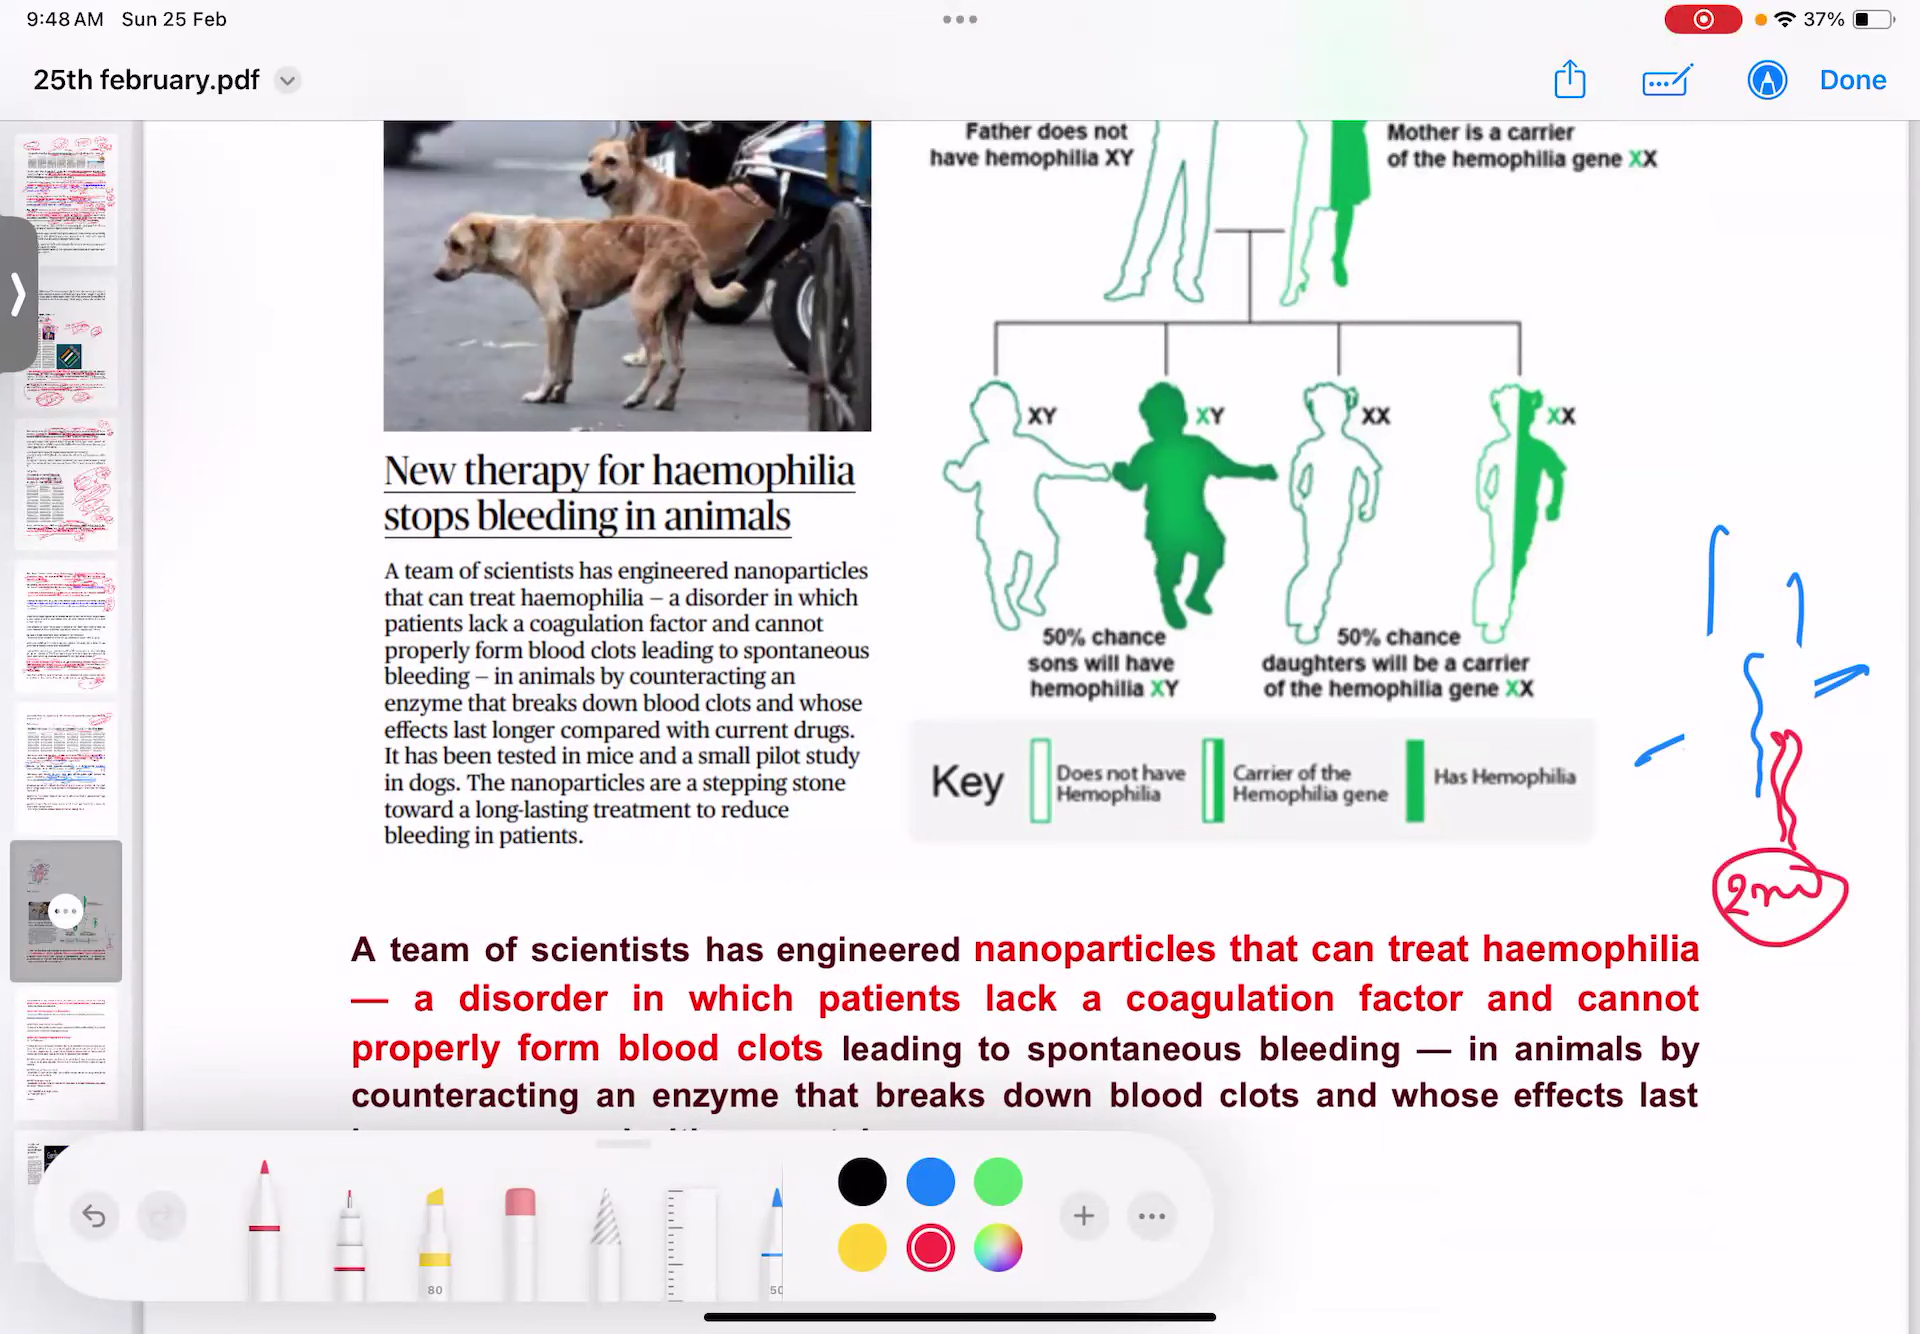 9:48 AM Sun 25 Feb
37%
25th february.pdf
Done
Father does not
have hemophilia XY
Mother is a carrier
of the hemophilia gene XX
XY
XY
XX
XX
50% chance
sons will have
hemophilia XY
50% chance
daughters will be a carrier
of the hemophilia gene XX
Key
Does not have
Hemophilia
Carrier of the
Hemophilia gene
Has Hemophilia
New therapy for haemophilia
stops bleeding in animals
A team of scientists has engineered nanoparticles
that can treat haemophilia – a disorder in which
patients lack a coagulation factor and cannot
properly form blood clots leading to spontaneous
bleeding – in animals by counteracting an
enzyme that breaks down blood clots and whose
effects last longer compared with current drugs.
It has been tested in mice and a small pilot study
in dogs. The nanoparticles are a stepping stone
toward a long-lasting treatment to reduce
bleeding in patients.
A team of scientists has engineered nanoparticles that can treat haemophilia
— a disorder in which patients lack a coagulation factor and cannot
properly form blood clots leading to spontaneous bleeding — in animals by
counteracting an enzyme that breaks down blood clots and whose effects last
80
50